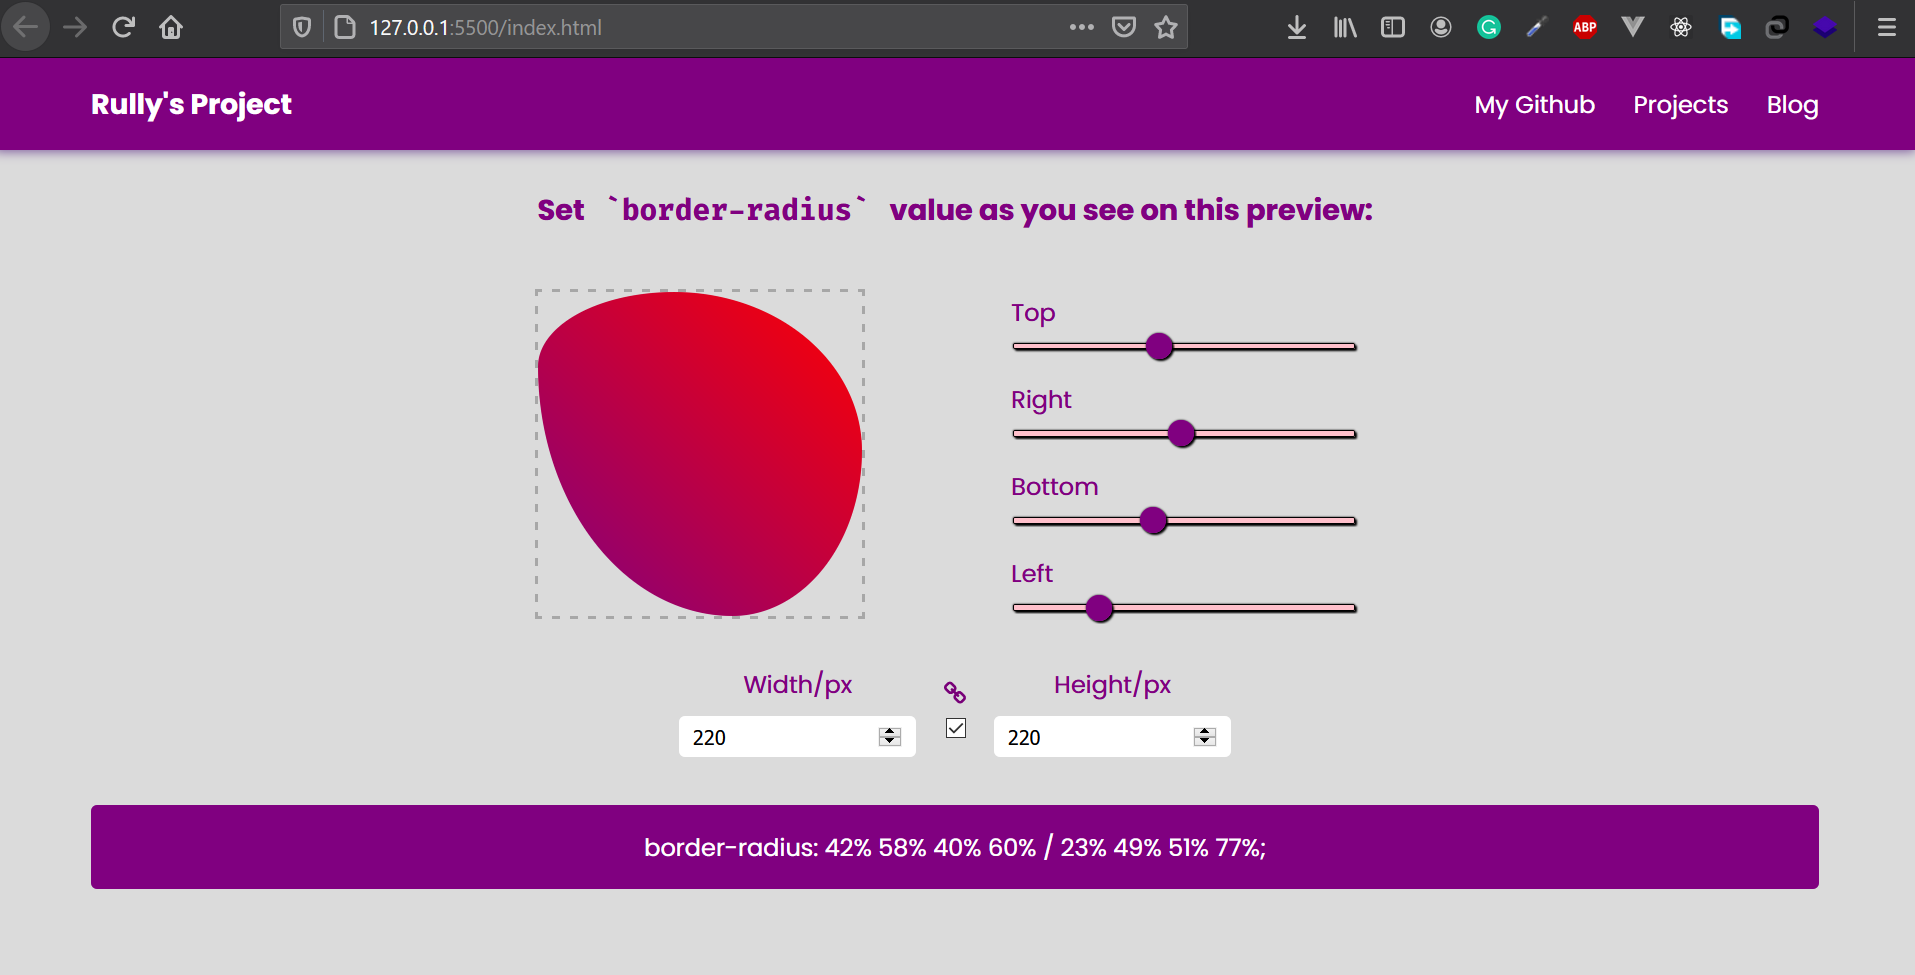 127.0.0.1:5500/index.html
ABP
Rully's Project
My Github Projects Blog
Set `border-radius` value as you see on this preview:
Top
Right
Bottom
Left
Width/px
Height/px
220
220
border-radius: 42% 58% 40% 60% / 23% 49% 51% 77%;